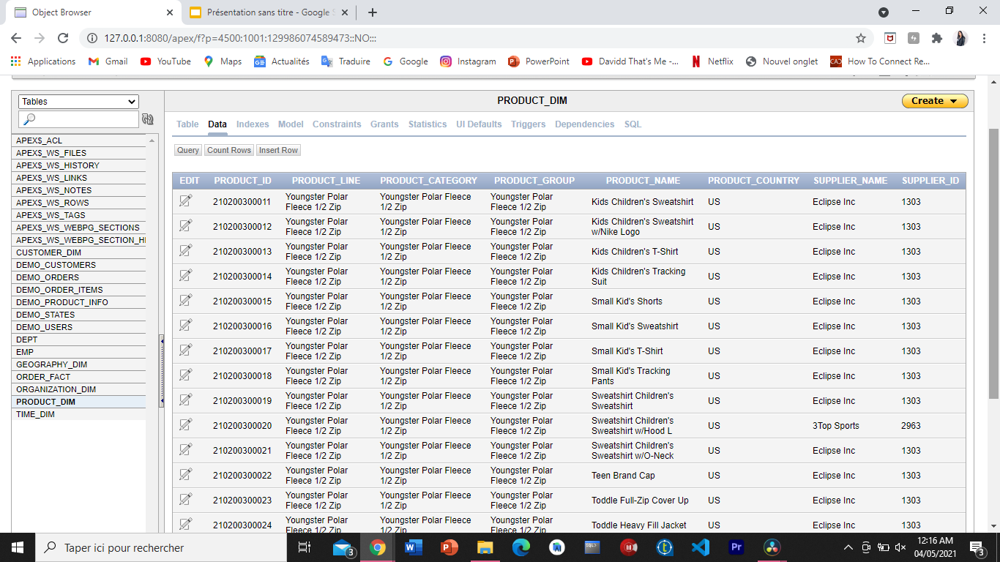 Object Browser
Présentation sans titre - Google S
127.0.0.1:8080/apex/f?p=4500:1001:129986074589473::NO:::
Applications Gmail YouTube Maps Actualités Traduire Google Instagram PowerPoint Davidd That's Me -... Netflix Nouvel onglet How To Connect Re...
Tables
PRODUCT_DIM
Create
Table Data Indexes Model Constraints Grants Statistics UI Defaults Triggers Dependencies SQL
Query Count Rows Insert Row
APEX$_ACL
APEX$_WS_FILES
APEX$_WS_HISTORY
APEX$_WS_LINKS
APEX$_WS_NOTES
APEX$_WS_ROWS
APEX$_WS_TAGS
APEX$_WS_WEBPG_SECTIONS
APEX$_WS_WEBPG_SECTION_HI
CUSTOMER_DIM
DEMO_CUSTOMERS
DEMO_ORDERS
DEMO_ORDER_ITEMS
DEMO_PRODUCT_INFO
DEMO_STATES
DEMO_USERS
DEPT
EMP
GEOGRAPHY_DIM
ORDER_FACT
ORGANIZATION_DIM
PRODUCT_DIM
TIME_DIM
EDIT PRODUCT_ID PRODUCT_LINE PRODUCT_CATEGORY PRODUCT_GROUP PRODUCT_NAME PRODUCT_COUNTRY SUPPLIER_NAME SUPPLIER_ID
210200300011 Youngster Polar Fleece 1/2 Zip Youngster Polar Fleece 1/2 Zip Youngster Polar Fleece 1/2 Zip Kids Children's Sweatshirt US Eclipse Inc 1303
210200300012 Youngster Polar Fleece 1/2 Zip Youngster Polar Fleece 1/2 Zip Youngster Polar Fleece 1/2 Zip Kids Children's Sweatshirt w/Nike Logo US Eclipse Inc 1303
210200300013 Youngster Polar Fleece 1/2 Zip Youngster Polar Fleece 1/2 Zip Youngster Polar Fleece 1/2 Zip Kids Children's T-Shirt US Eclipse Inc 1303
210200300014 Youngster Polar Fleece 1/2 Zip Youngster Polar Fleece 1/2 Zip Youngster Polar Fleece 1/2 Zip Kids Children's Tracking Suit US Eclipse Inc 1303
210200300015 Youngster Polar Fleece 1/2 Zip Youngster Polar Fleece 1/2 Zip Youngster Polar Fleece 1/2 Zip Small Kid's Shorts US Eclipse Inc 1303
210200300016 Youngster Polar Fleece 1/2 Zip Youngster Polar Fleece 1/2 Zip Youngster Polar Fleece 1/2 Zip Small Kid's Sweatshirt US Eclipse Inc 1303
210200300017 Youngster Polar Fleece 1/2 Zip Youngster Polar Fleece 1/2 Zip Youngster Polar Fleece 1/2 Zip Small Kid's T-Shirt US Eclipse Inc 1303
210200300018 Youngster Polar Fleece 1/2 Zip Youngster Polar Fleece 1/2 Zip Youngster Polar Fleece 1/2 Zip Small Kid's Tracking Pants US Eclipse Inc 1303
210200300019 Youngster Polar Fleece 1/2 Zip Youngster Polar Fleece 1/2 Zip Youngster Polar Fleece 1/2 Zip Sweatshirt Children's Sweatshirt US Eclipse Inc 1303
210200300020 Youngster Polar Fleece 1/2 Zip Youngster Polar Fleece 1/2 Zip Youngster Polar Fleece 1/2 Zip Sweatshirt Children's Sweatshirt w/Hood L US 3Top Sports 2963
210200300021 Youngster Polar Fleece 1/2 Zip Youngster Polar Fleece 1/2 Zip Youngster Polar Fleece 1/2 Zip Sweatshirt Children's Sweatshirt w/O-Neck US Eclipse Inc 1303
210200300022 Youngster Polar Fleece 1/2 Zip Youngster Polar Fleece 1/2 Zip Youngster Polar Fleece 1/2 Zip Teen Brand Cap US Eclipse Inc 1303
210200300023 Youngster Polar Fleece 1/2 Zip Youngster Polar Fleece 1/2 Zip Youngster Polar Fleece 1/2 Zip Toddle Full-Zip Cover Up US Eclipse Inc 1303
210200300024 Youngster Polar Fleece 1/2 Zip Youngster Polar Fleece 1/2 Zip Youngster Polar Fleece 1/2 Zip Toddle Heavy Fill Jacket US Eclipse Inc 1303
Taper ici pour rechercher
3
12:16 AM
04/05/2021
3